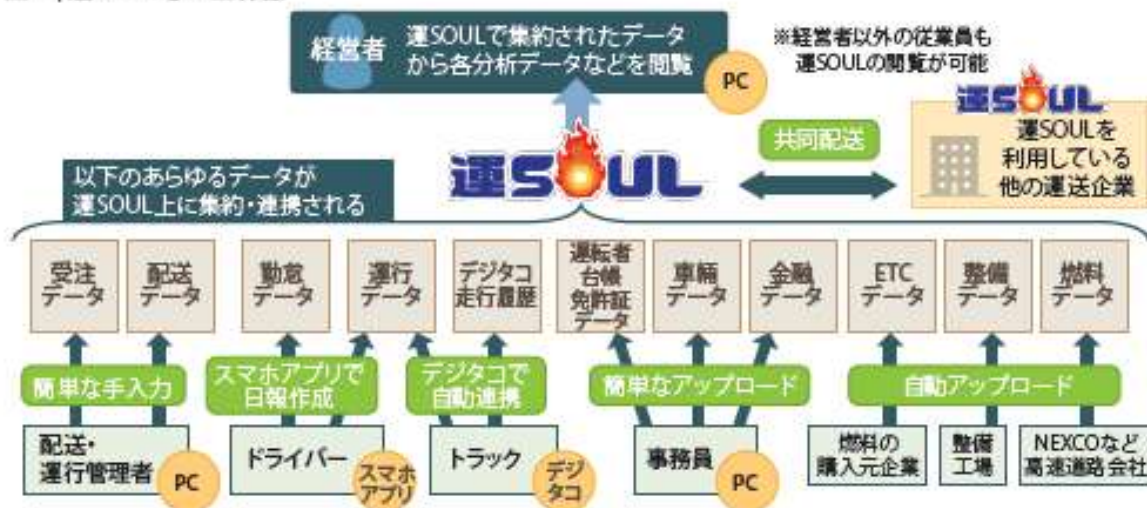 経営者
運SOULで集約されたデータ
から各分析データなどを閲覧
PC
※経営者以外の従業員も
運SOULの閲覧が可能
運SOUL
運SOULを
利用している
他の運送企業
共同配送
運SOUL
以下のあらゆるデータが
運SOUL上に集約・連携される
受注
データ
配送
データ
勤怠
データ
運行
データ
デジタコ
走行履歴
運転者
台帳
免許証
データ
車輌
データ
金融
データ
ETC
データ
整備
データ
燃料
データ
簡単な手入力
スマホアプリで
日報作成
デジタコで
自動連携
簡単なアップロード
自動アップロード
配送・
運行管理者
PC
ドライバー
スマホ
アプリ
トラック
デジ
タコ
事務員
PC
燃料の
購入元企業
整備
工場
NEXCOなど
高速道路会社